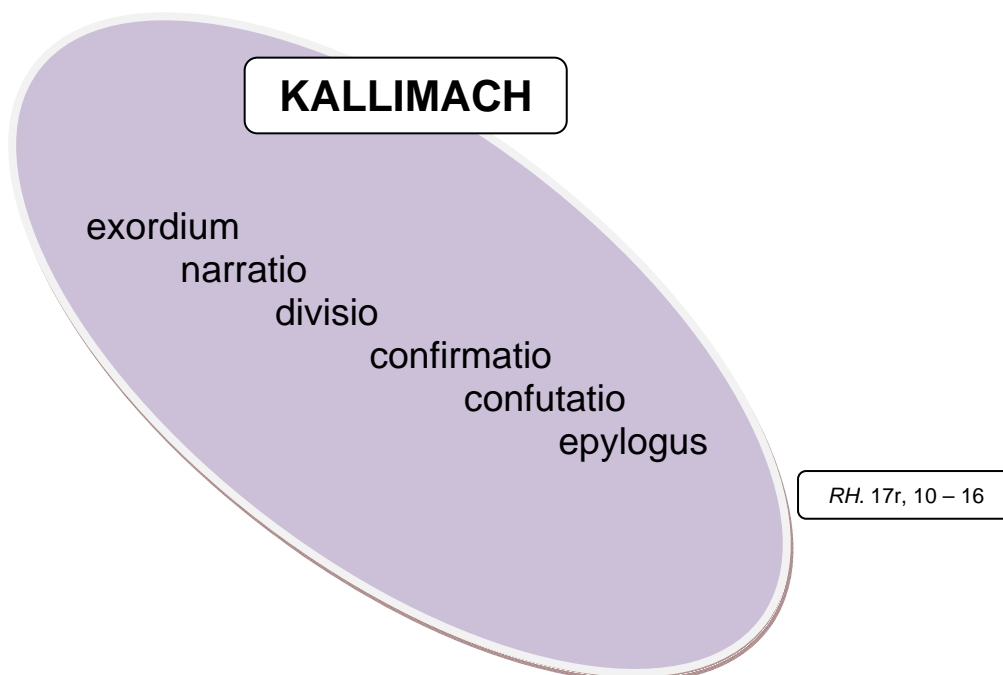 KALLIMACH
exordium
narratio
divisio
confirmatio
confutatio
epylogus
RH. 17r, 10 – 16